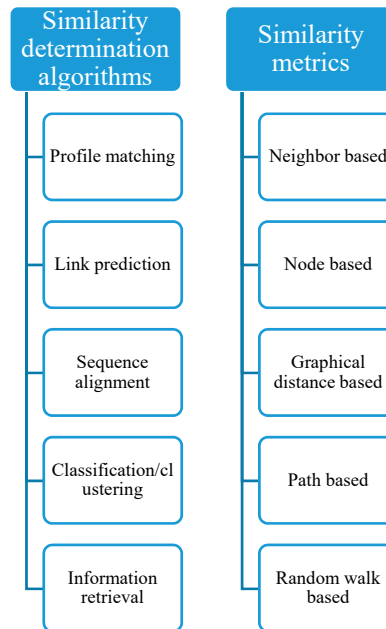 Similarity
determination
algorithms
Profile matching
Link prediction
Sequence
alignment
Classification/cl
ustering
Information
retrieval
Similarity
metrics
Neighbor based
Node based
Graphical
distance based
Path based
Random walk
based